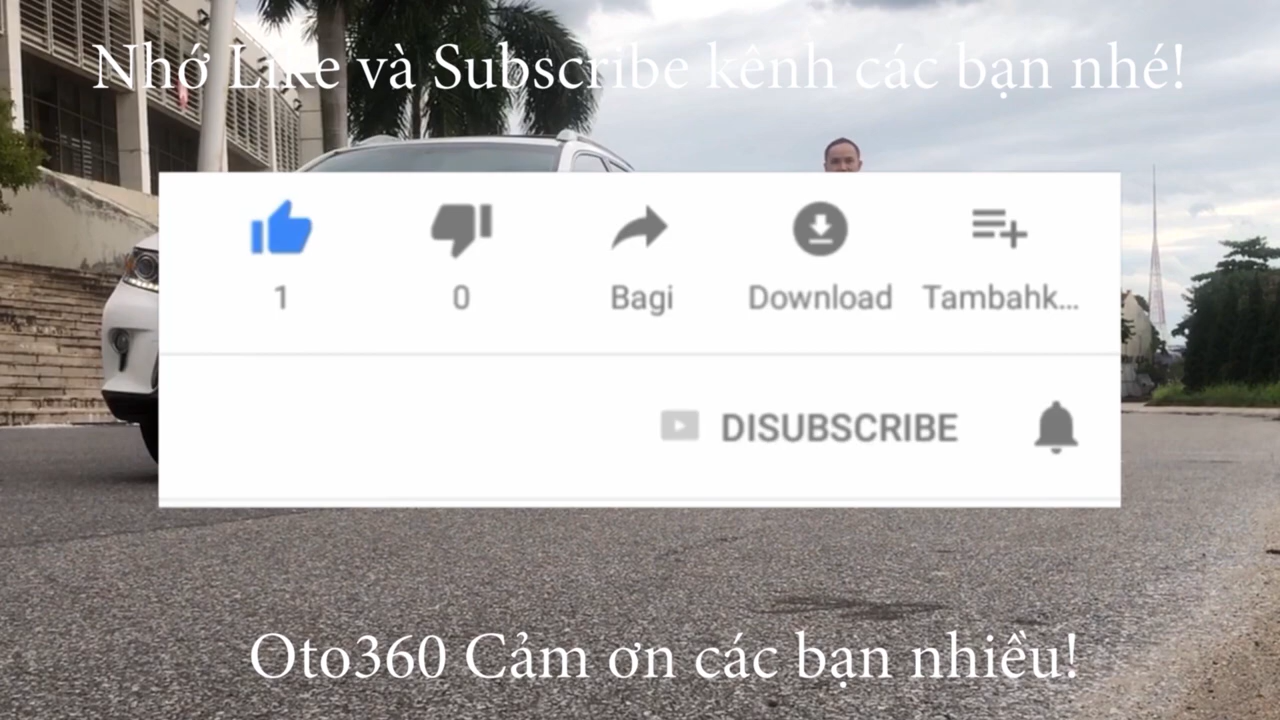 Nhớ Like và Subscribe kênh các bạn nhé!
1 0 Bagi Download Tambahk...
DISUBSCRIBE
Oto360 Cảm ơn các bạn nhiều!